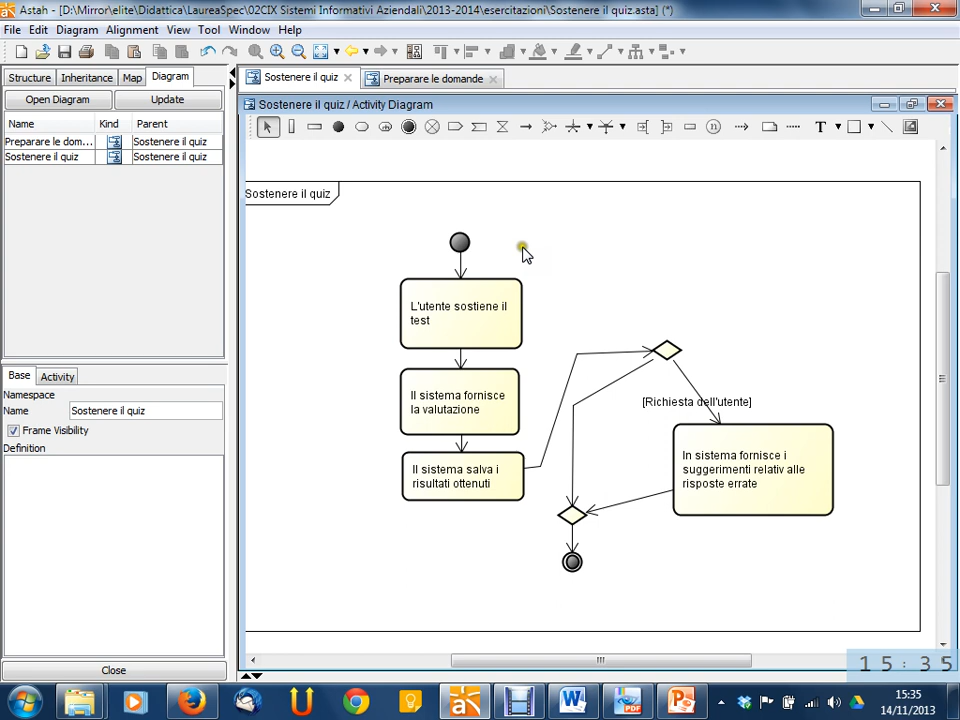 Astah - [D:\Mirror\elite\Didattica\LaureaSpec\02CIX Sistemi Informativi Aziendali\2013-2014\esercitazioni\Sostenere il quiz.asta] (*)
File Edit Diagram Alignment View Tool Window Help
Structure Inheritance Map Diagram
Sostenere il quiz
Preparare le domande
Open Diagram Update
Sostenere il quiz / Activity Diagram
Name Kind Parent
Preparare le dom... Sostenere il quiz
Sostenere il quiz Sostenere il quiz
Sostenere il quiz
L'utente sostiene il
test
Il sistema fornisce
la valutazione
[Richiesta dell'utente]
Il sistema salva i
risultati ottenuti
In sistema fornisce i
suggerimenti relativ alle
risposte errate
Base Activity
Namespace
Name Sostenere il quiz
Frame Visibility
Definition
Close
15:35
15:35
14/11/2013